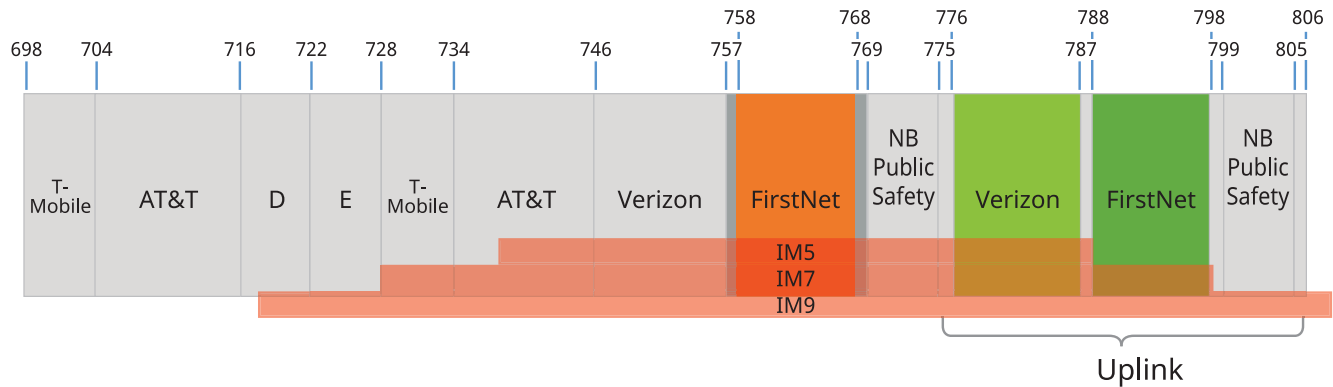 758 768 776 788 798 806
698 704 716 722 728 734 746 757 769 775 787 799 805
T-
Mobile
AT&T
D
E
T-
Mobile
AT&T
Verizon
FirstNet
NB
Public
Safety
Verizon
FirstNet
NB
Public
Safety
IM5
IM7
IM9
Uplink